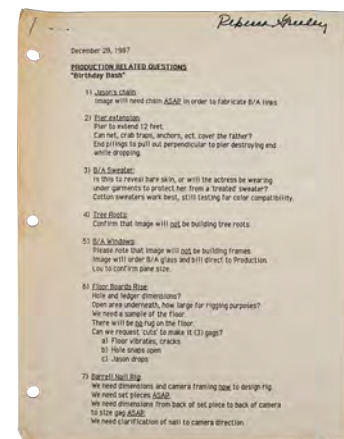 December 29, 1987
PRODUCTION RELATED QUESTIONS
"Birthday Bash"
1) Jason's chain:
Image will need chain ASAP in order to fabricate B/A links.
2) Pier extension:
Pier to extend 12 feet.
Can net, crab traps, anchors, ect. cover the father?
End pilings to pull out perpendicular to pier destroying end
while dropping.
3) B/A Sweater:
Is this to reveal bare skin, or will the actress be wearing
under garments to protect her from a 'treated' sweater?
Cotton sweaters work best, still testing for color compatibility.
4) Tree Roots:
Confirm that Image will not be building tree roots.
5) B/A Windows:
Please note that Image will not be building frames.
Image will order B/A glass and bill direct to Production.
Lou to confirm pane size.
6) Floor Boards Rise:
Hole and ledger dimensions?
Open area underneath, how large for rigging purposes?
We need a sample of the floor.
There will be no rug on the floor.
Can we request 'cuts' to make it (3) gags?
a) Floor vibrates, cracks
b) Hole snaps open
c) Jason drops
7) Barrell Nail Rig:
We need dimensions and camera framing now to design rig.
We need set pieces ASAP.
We need dimensions from back of set piece to back of camera
to size gag ASAP.
We need clarification of nail to camera direction.